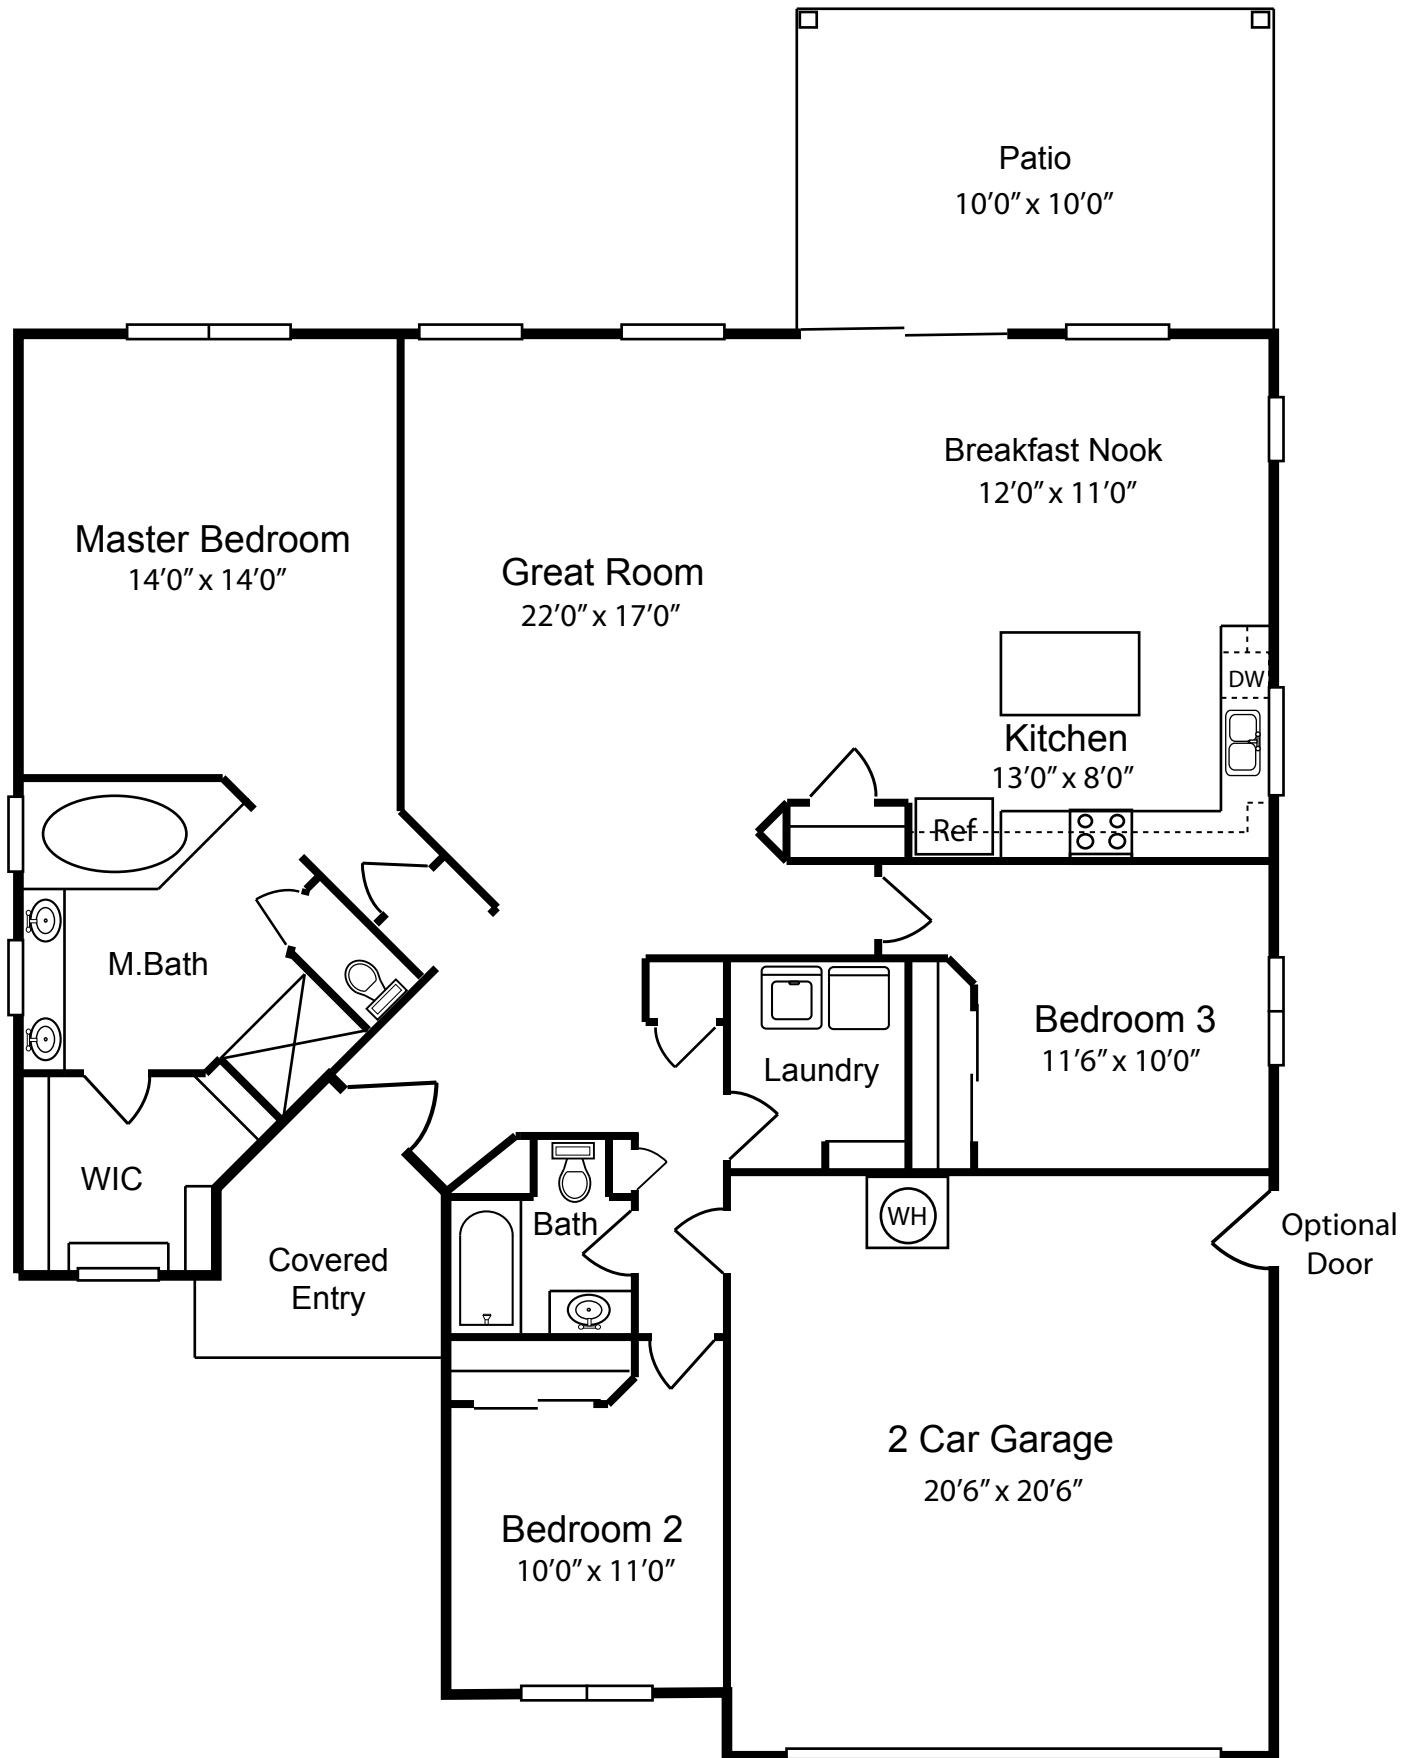 Patio
10’0” x 10’0”
Breakfast Nook
12’0” x 11’0”
Master Bedroom
14’0” x 14’0”
Great Room
22’0” x 17’0”
DW
Kitchen
13’0” x 8’0”
Ref
M.Bath
Bedroom 3
11’6” x 10’0”
Laundry
WIC
Bath
WH
Optional
Door
Covered
Entry
2 Car Garage
20’6” x 20’6”
Bedroom 2
10’0” x 11’0”